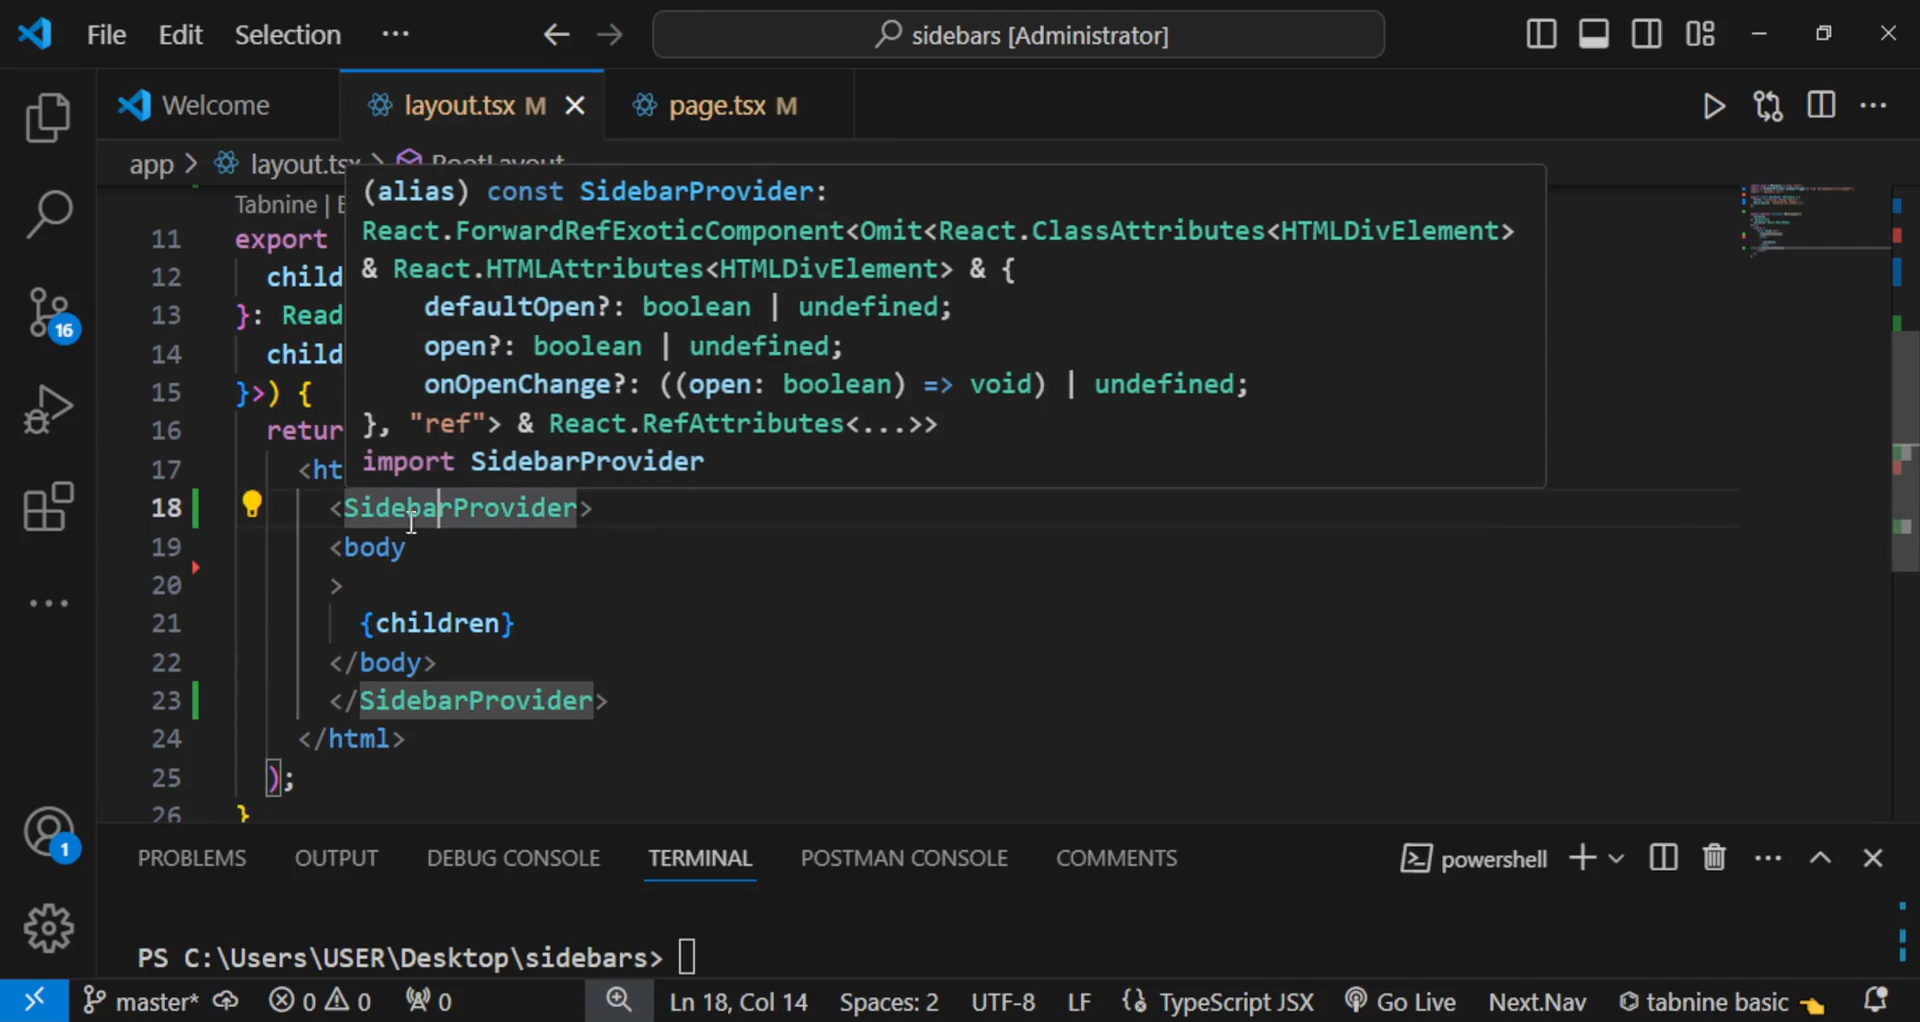 File Edit Selection ··· sidebars [Administrator]
Welcome layout.tsx M page.tsx M
app > layout.tsx > RootLayout
Tabnine |
(alias) const SidebarProvider:
React.ForwardRefExoticComponent<Omit<React.ClassAttributes<HTMLDivElement>
& React.HTMLAttributes<HTMLDivElement> & {
defaultOpen?: boolean | undefined;
open?: boolean | undefined;
onOpenChange?: ((open: boolean) => void) | undefined;
}, "ref"> & React.RefAttributes<...>>
import SidebarProvider
11 export
12 child
13 }: Read
14 child
15 }>) {
16 retur
17 <ht
18 <SidebarProvider>
19 <body
20 >
21 {children}
22 </body>
23 </SidebarProvider>
24 </html>
25 );
26 }
16
1
PROBLEMS OUTPUT DEBUG CONSOLE TERMINAL POSTMAN CONSOLE COMMENTS powershell
PS C:\Users\USER\Desktop\sidebars>
master* 0 0 0 Ln 18, Col 14 Spaces: 2 UTF-8 LF {} TypeScript JSX Go Live Next.Nav tabnine basic